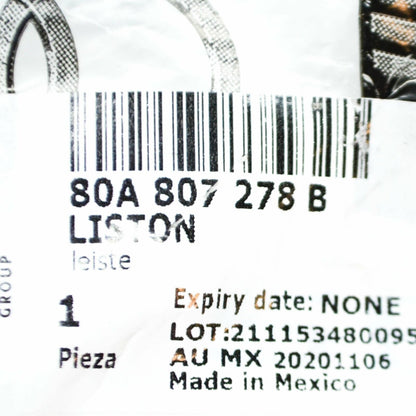 80A 807 278 B
LISTON
leiste
GROUP
1
Pieza
Expiry date: NONE
LOT:211153480095
AU MX 20201106
Made in Mexico